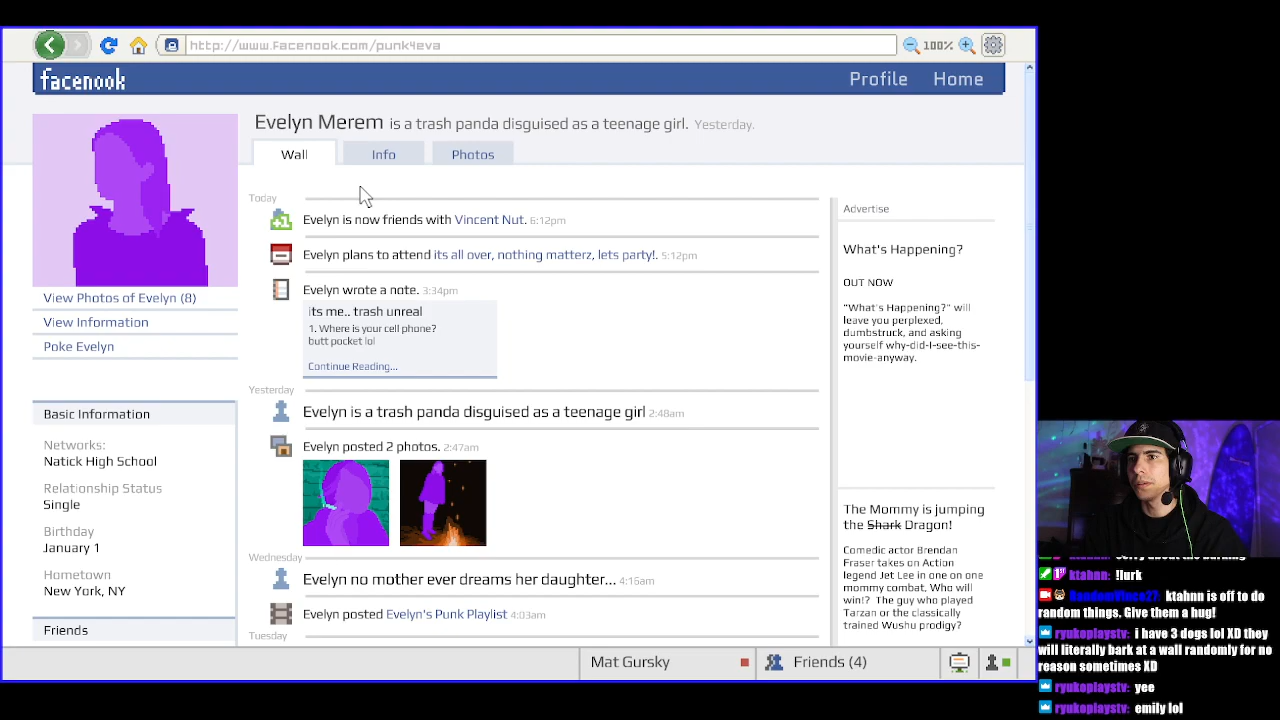 http://www.facenook.com/punk4eva
100%
facenook
Profile
Home
Evelyn Merem is a trash panda disguised as a teenage girl. Yesterday.
Wall
Info
Photos
View Photos of Evelyn (8)
View Information
Poke Evelyn
Basic Information
Networks:
Natick High School
Relationship Status
Single
Birthday
January 1
Hometown
New York, NY
Friends
Today
+1
Evelyn is now friends with Vincent Nut. 6:12pm
Evelyn plans to attend its all over, nothing matterz, lets party!. 5:12pm
Evelyn wrote a note. 3:34pm
its me.. trash unreal
1. Where is your cell phone?
butt pocket lol
Continue Reading...
Yesterday
Evelyn is a trash panda disguised as a teenage girl 2:48am
Evelyn posted 2 photos. 2:47am
Wednesday
Evelyn no mother ever dreams her daughter... 4:16am
Evelyn posted Evelyn's Punk Playlist 4:03am
Tuesday
Advertise
What's Happening?
OUT NOW
"What's Happening?" will
leave you perplexed,
dumbstruck, and asking
yourself why-did-I-see-this-
movie-anyway.
The Mommy is jumping
the Shark Dragon!
Comedic actor Brendan
Fraser takes on Action
legend Jet Lee in one on one
mommy combat. Who will
win!? The guy who played
Tarzan or the classically
trained Wushu prodigy?
Mat Gursky
Friends (4)
ktahnn: !lurk
RandomV!nce27: ktahnn is off to do
random things. Give them a hug!
ryukoplaystv: i have 3 dogs lol XD they
will literally bark at a wall randomly for no
reason sometimes XD
ryukoplaystv: yee
ryukoplaystv: emily lol